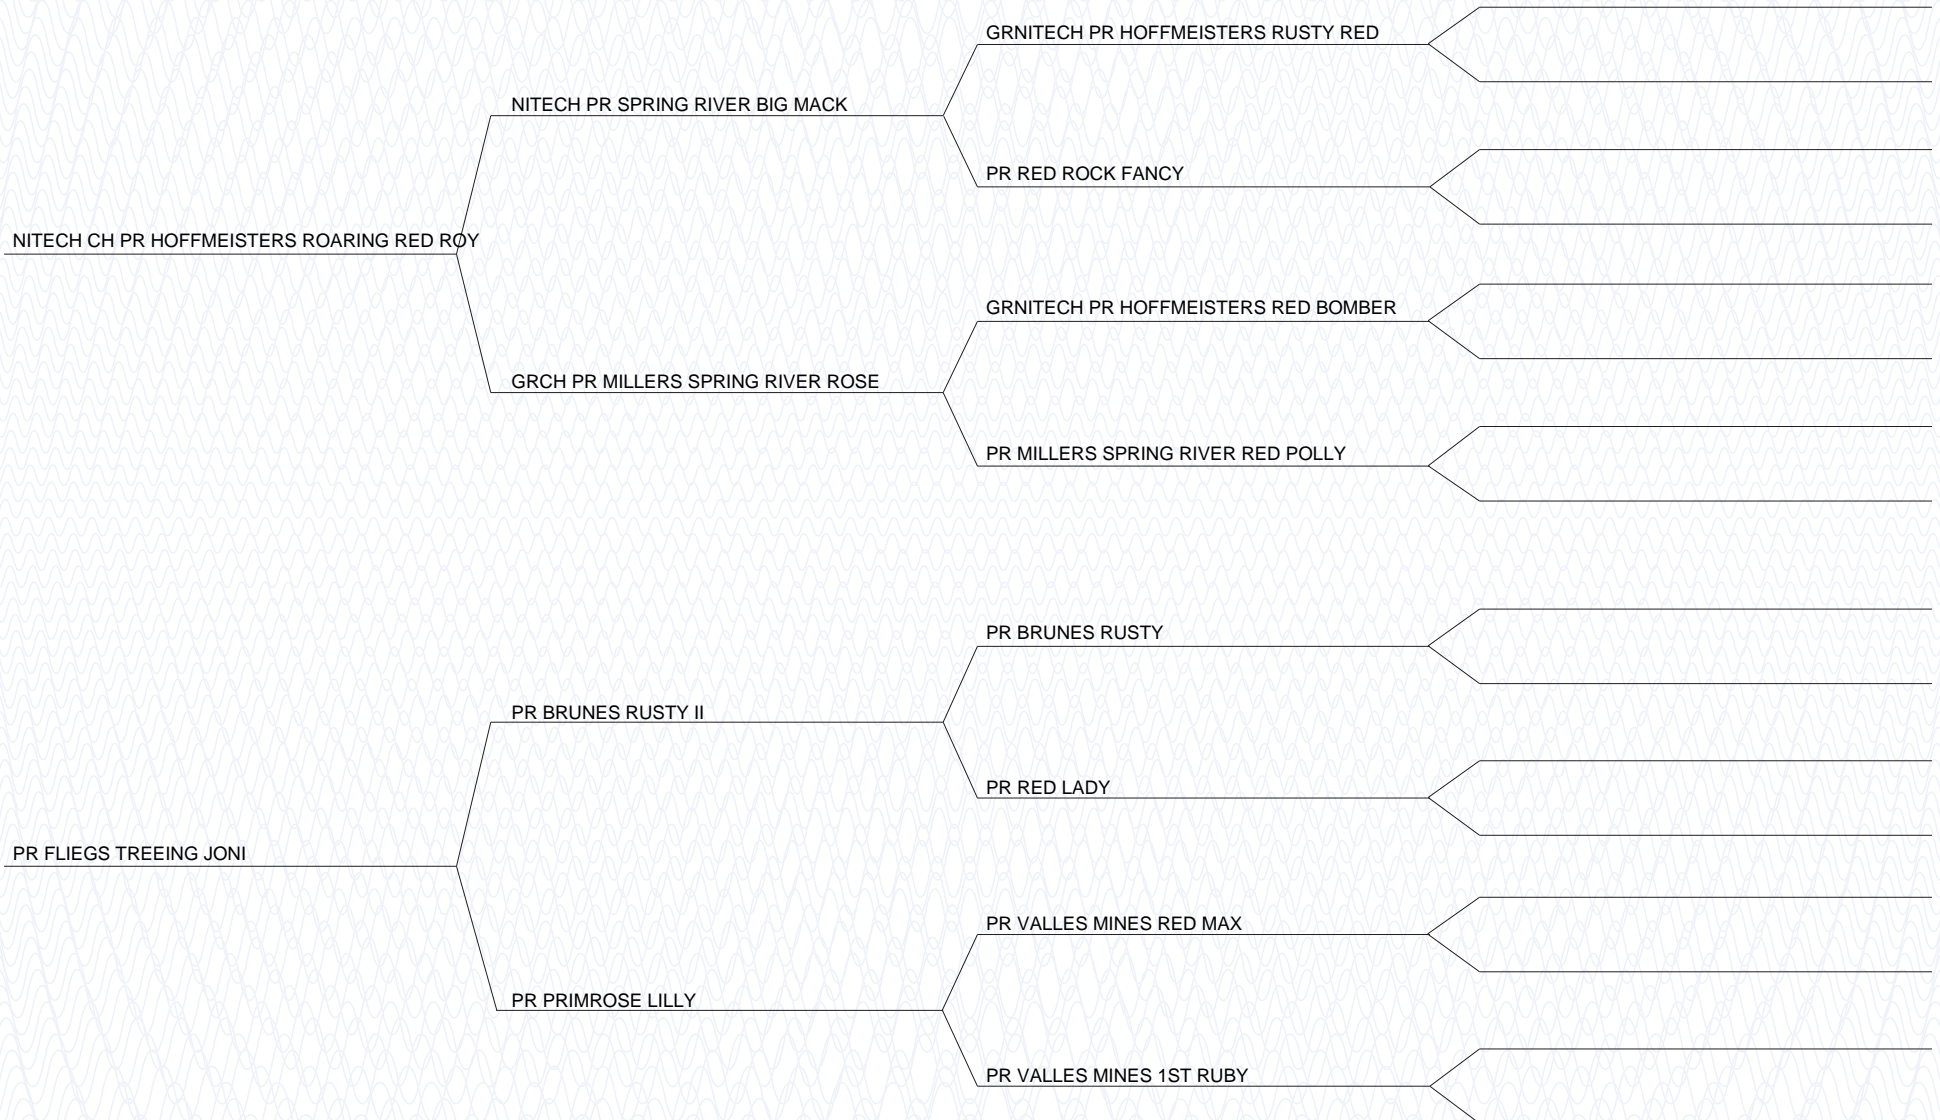 GRNITECH PR HOFFMEISTERS RUSTY RED
NITECH PR SPRING RIVER BIG MACK
PR RED ROCK FANCY
NITECH CH PR HOFFMEISTERS ROARING RED ROY
GRNITECH PR HOFFMEISTERS RED BOMBER
GRCH PR MILLERS SPRING RIVER ROSE
PR MILLERS SPRING RIVER RED POLLY
PR BRUNES RUSTY
PR BRUNES RUSTY II
PR RED LADY
PR FLIEGS TREEING JONI
PR VALLES MINES RED MAX
PR PRIMROSE LILLY
PR VALLES MINES 1ST RUBY